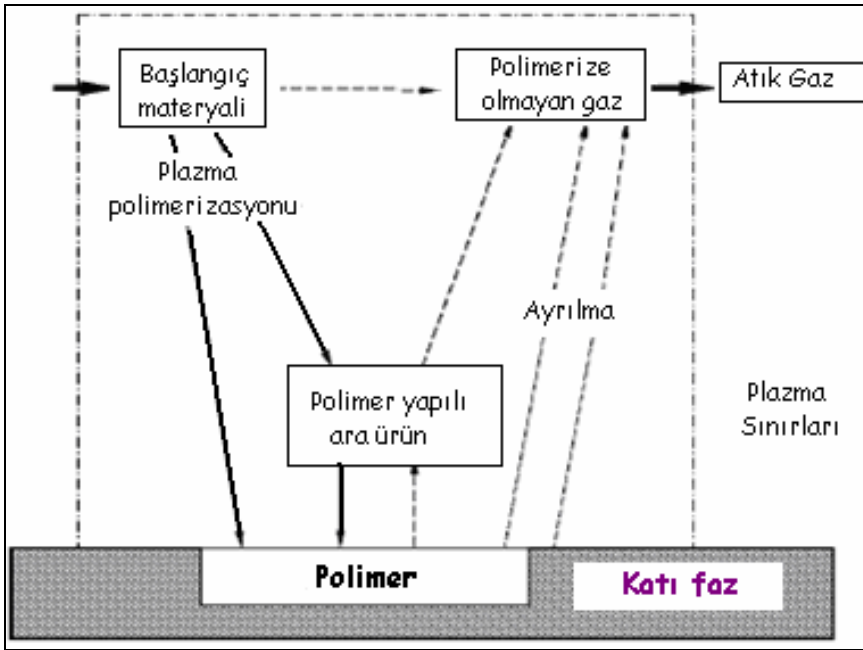 Başlangıç
materyali
Polimerize
olmayan gaz
Atık Gaz
Plazma
polimerizasyonu
Ayrılma
Polimer yapılı
ara ürün
Plazma
Sınırları
Polimer
Katı faz